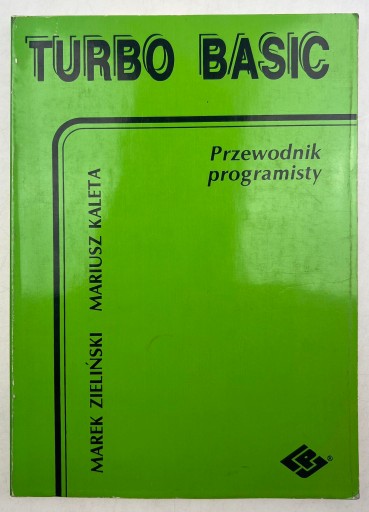 TURBO BASIC
Przewodnik
programisty
MAREK ZIELIŃSKI MARIUSZ KALETA
®